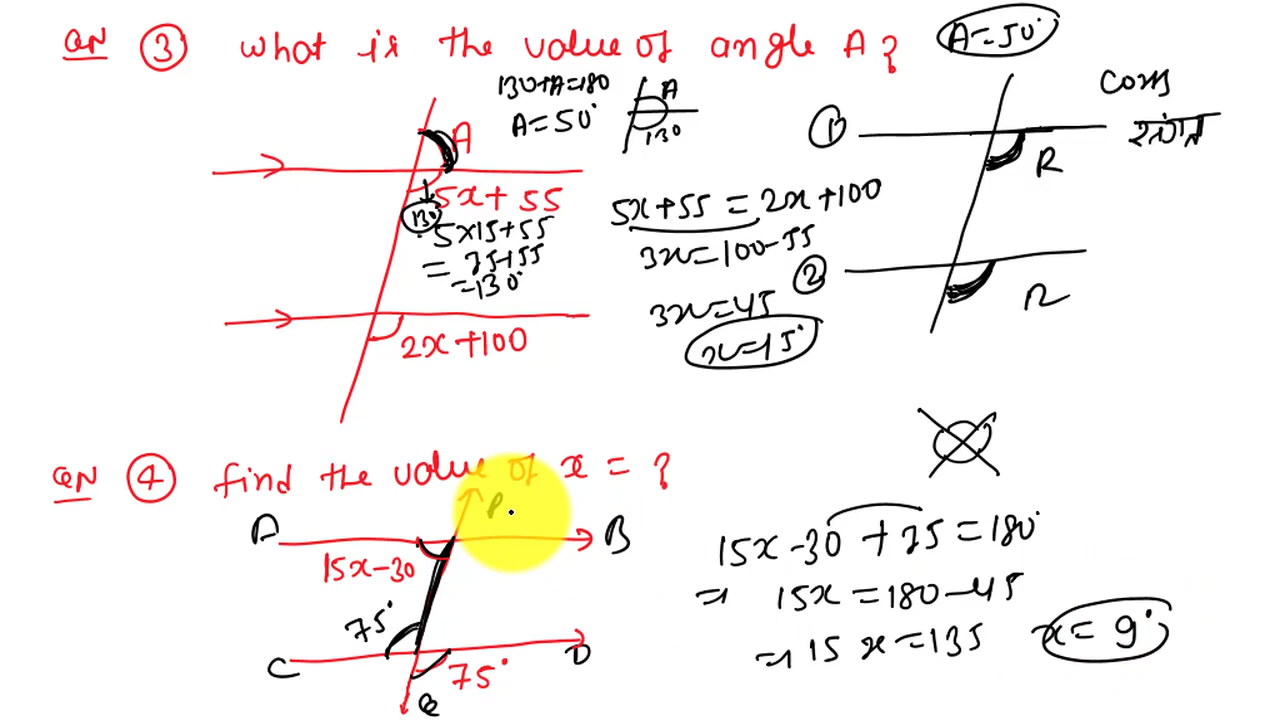 QN ③ What is the value of angle A?
A=50°
130+A=180
A=50°
A
130
A
5x+55
130
5×15+55
=75+55
=130°
2x+100
5x+55=2x+100
3x=100-55
3x=45
x=15°
Corres
①
R
②
R
QN ④ find the value of x = ?
P
A
B
15x-30
75°
C
D
75°
Q
15x-30+75=180°
⇒ 15x=180-45
⇒ 15x=135
x=9°